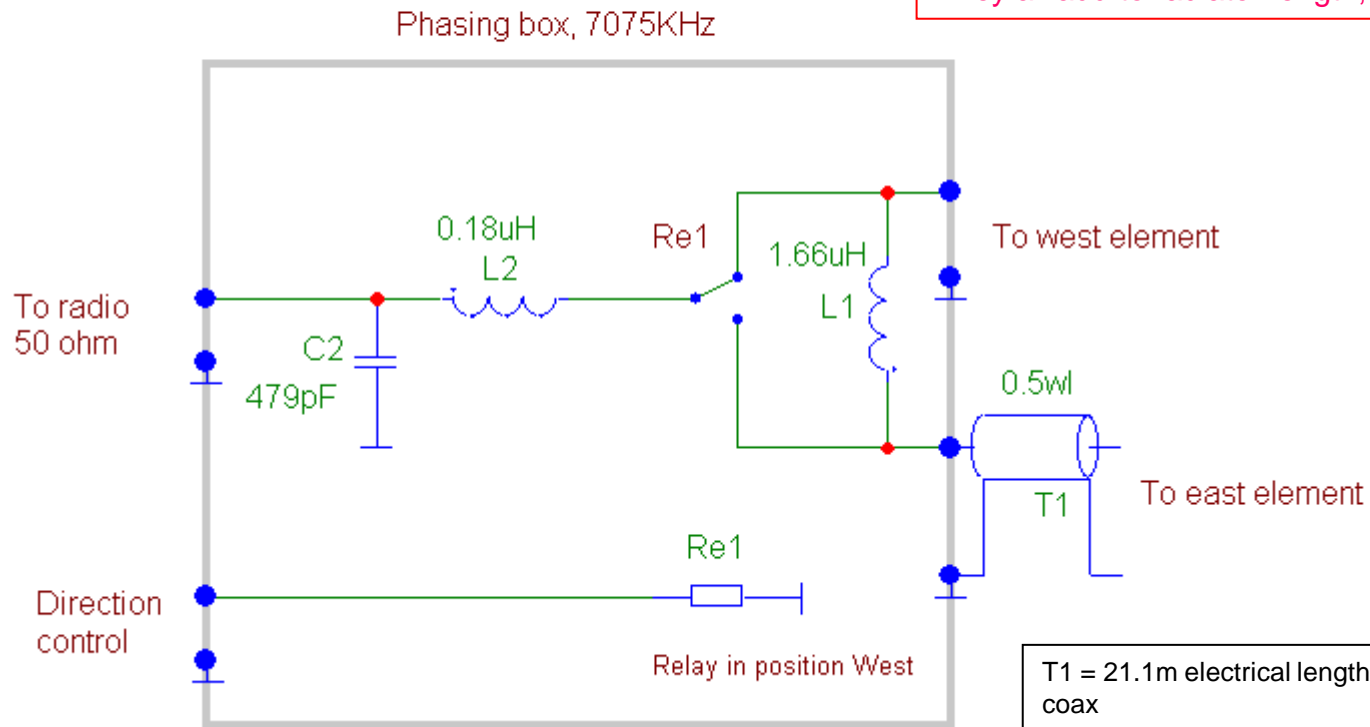 length,
Phasing box, 7075KHz
0.18uH
L2
Re1
1.66uH
L1
To west element
To radio
50 ohm
C2
479pF
0.5wl
T1
To east element
Re1
Direction
control
Relay in position West
T1 = 21.1m electrical length
coax